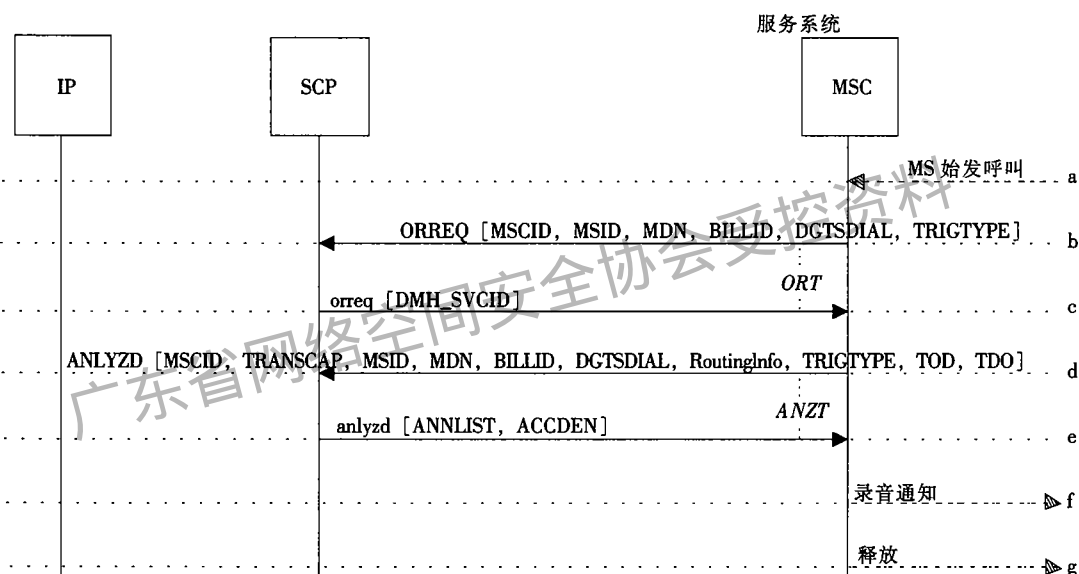 服务系统
IP
SCP
MSC
MS 始发呼叫
a
ORREQ [MSCID, MSID, MDN, BILLID, DGTSDIAL, TRIGTYPE]
b
ORT
orreq [DMH_SVCID]
c
ANLYZD [MSCID, TRANSCAP, MSID, MDN, BILLID, DGTSDIAL, RoutingInfo, TRIGTYPE, TOD, TDO]
d
ANZT
anlyzd [ANNLIST, ACCDEN]
e
录音通知
f
释放
g
广东省网络空间安全协会受控资料